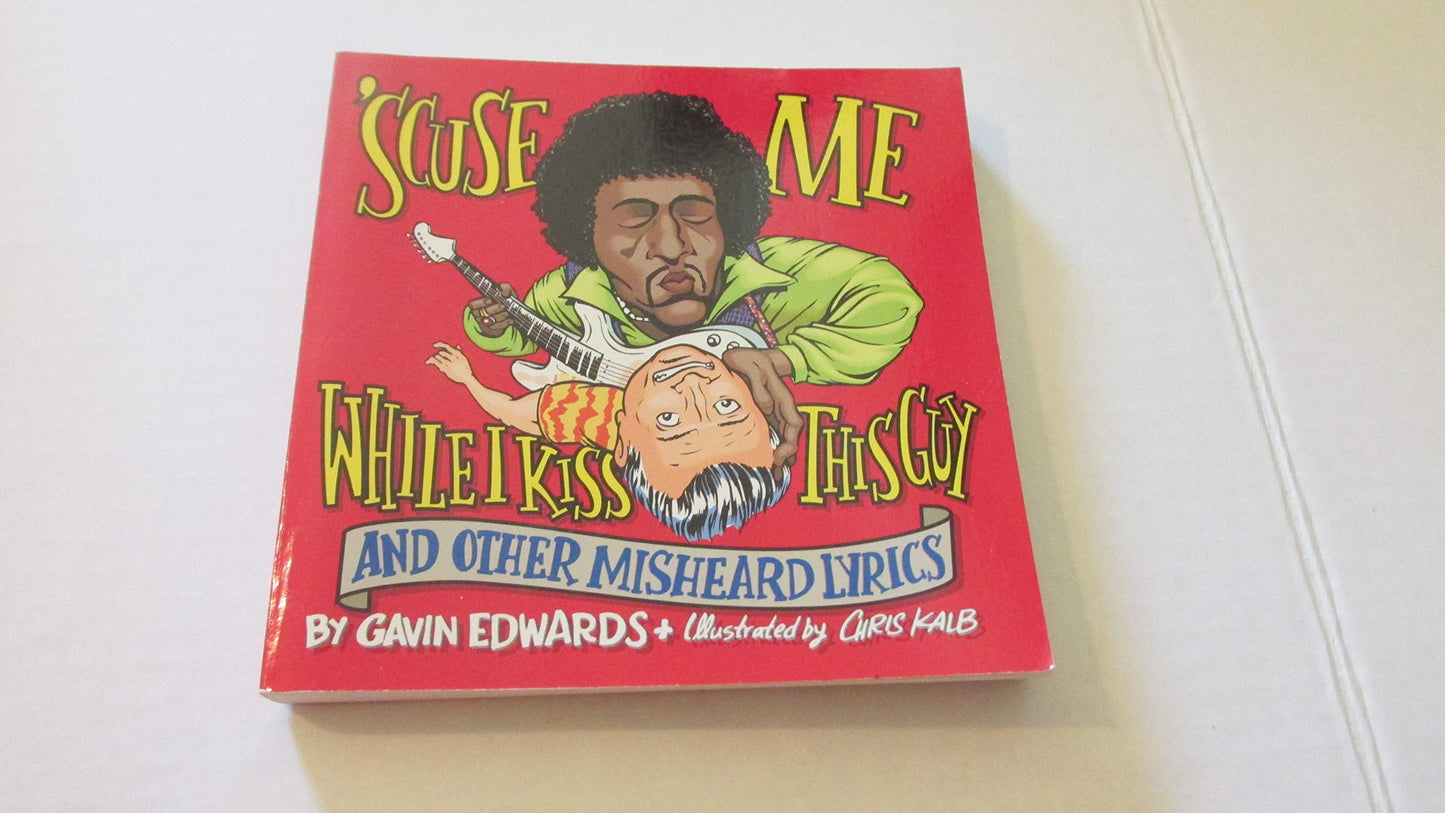 'SCUSE ME
WHILE I KISS THIS GUY
AND OTHER MISHEARD LYRICS
BY GAVIN EDWARDS + Illustrated by CHRIS KALB